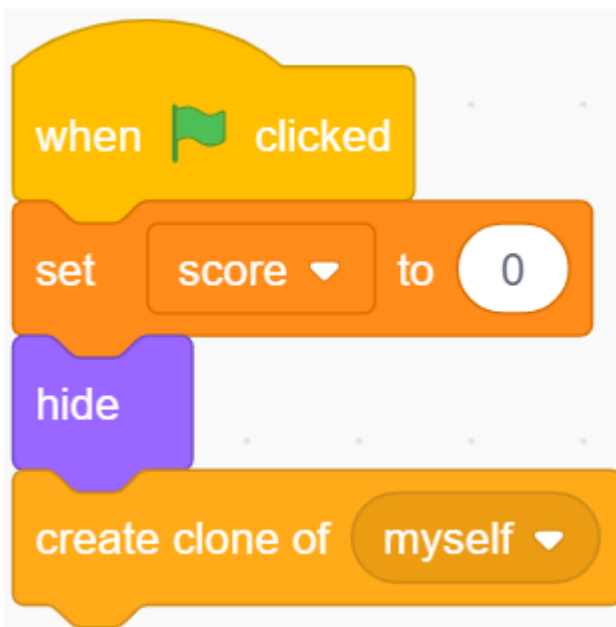 when clicked
set score to 0
hide
create clone of myself